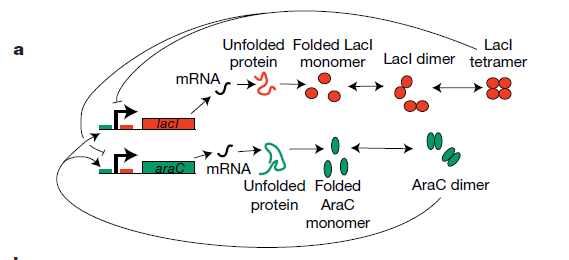 a
Unfolded Folded LacI LacI
protein monomer LacI dimer tetramer
mRNA
lacI
araC mRNA
Unfolded Folded AraC dimer
protein AraC
monomer